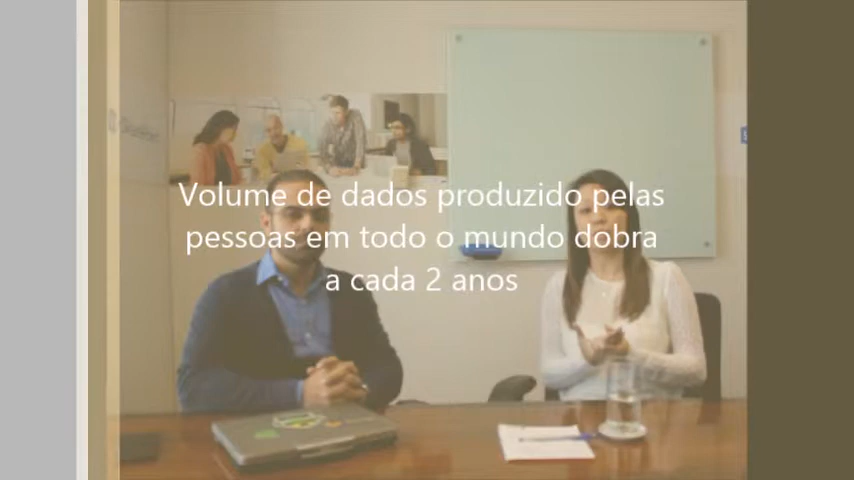 Volume de dados produzido pelas
pessoas em todo o mundo dobra
a cada 2 anos